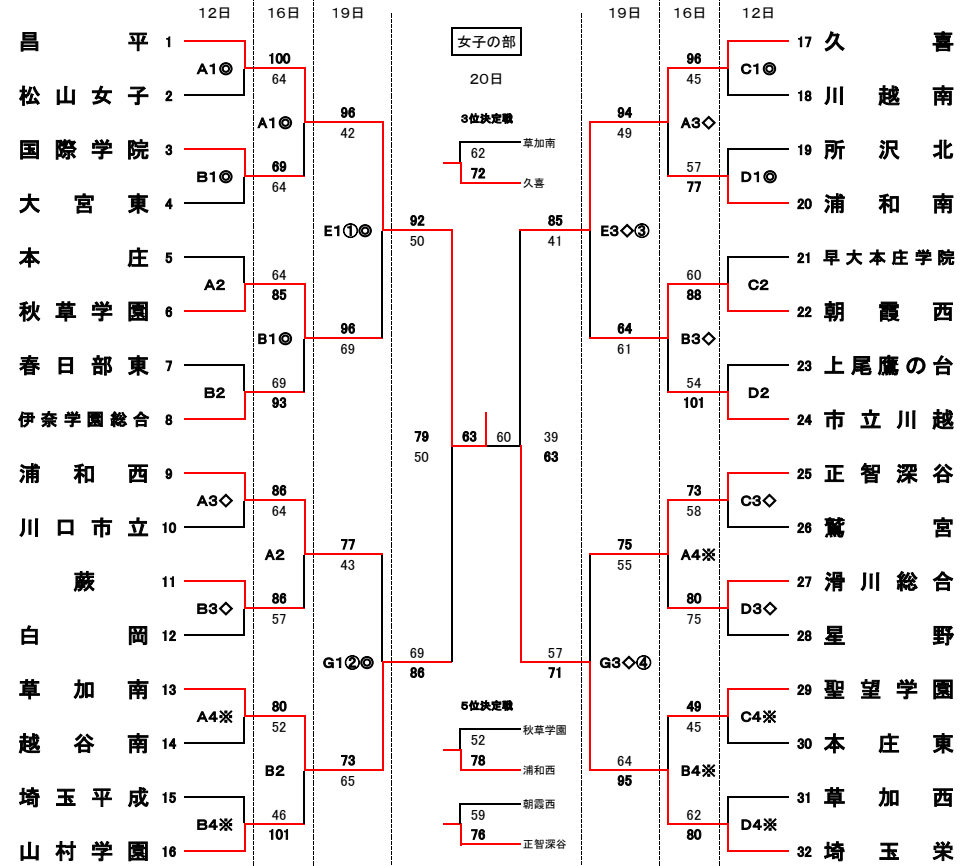 12日 16日 19日 19日 16日 12日
女子の部
20日
昌平 1
松山女子 2
国際学院 3
大宮東 4
本庄 5
秋草学園 6
春日部東 7
伊奈学園総合 8
浦和西 9
川口市立 10
蕨 11
白岡 12
草加南 13
越谷南 14
埼玉平成 15
山村学園 16
A1◎
B1◎
A2
B2
A3◇
B3◇
A4※
B4※
100
64
69
64
64
85
69
93
86
64
86
57
80
52
46
101
A1◎
B1◎
A2
B2
96
42
96
69
77
43
73
65
E1①◎
G1②◎
92
50
69
86
79
50
63 60
39
63
3位決定戦
草加南
62
72
久喜
5位決定戦
秋草学園
52
78
浦和西
朝霞西
59
76
正智深谷
85
41
57
71
E3◇③
G3◇④
94
49
64
61
75
55
64
95
A3◇
B3◇
A4※
B4※
96
45
57
77
60
88
54
101
73
58
80
75
49
45
62
80
C1◎
D1◎
C2
D2
C3◇
D3◇
C4※
D4※
17 久喜
18 川越南
19 所沢北
20 浦和南
21 早大本庄学院
22 朝霞西
23 上尾鷹の台
24 市立川越
25 正智深谷
26 鷲宮
27 滑川総合
28 星野
29 聖望学園
30 本庄東
31 草加西
32 埼玉栄